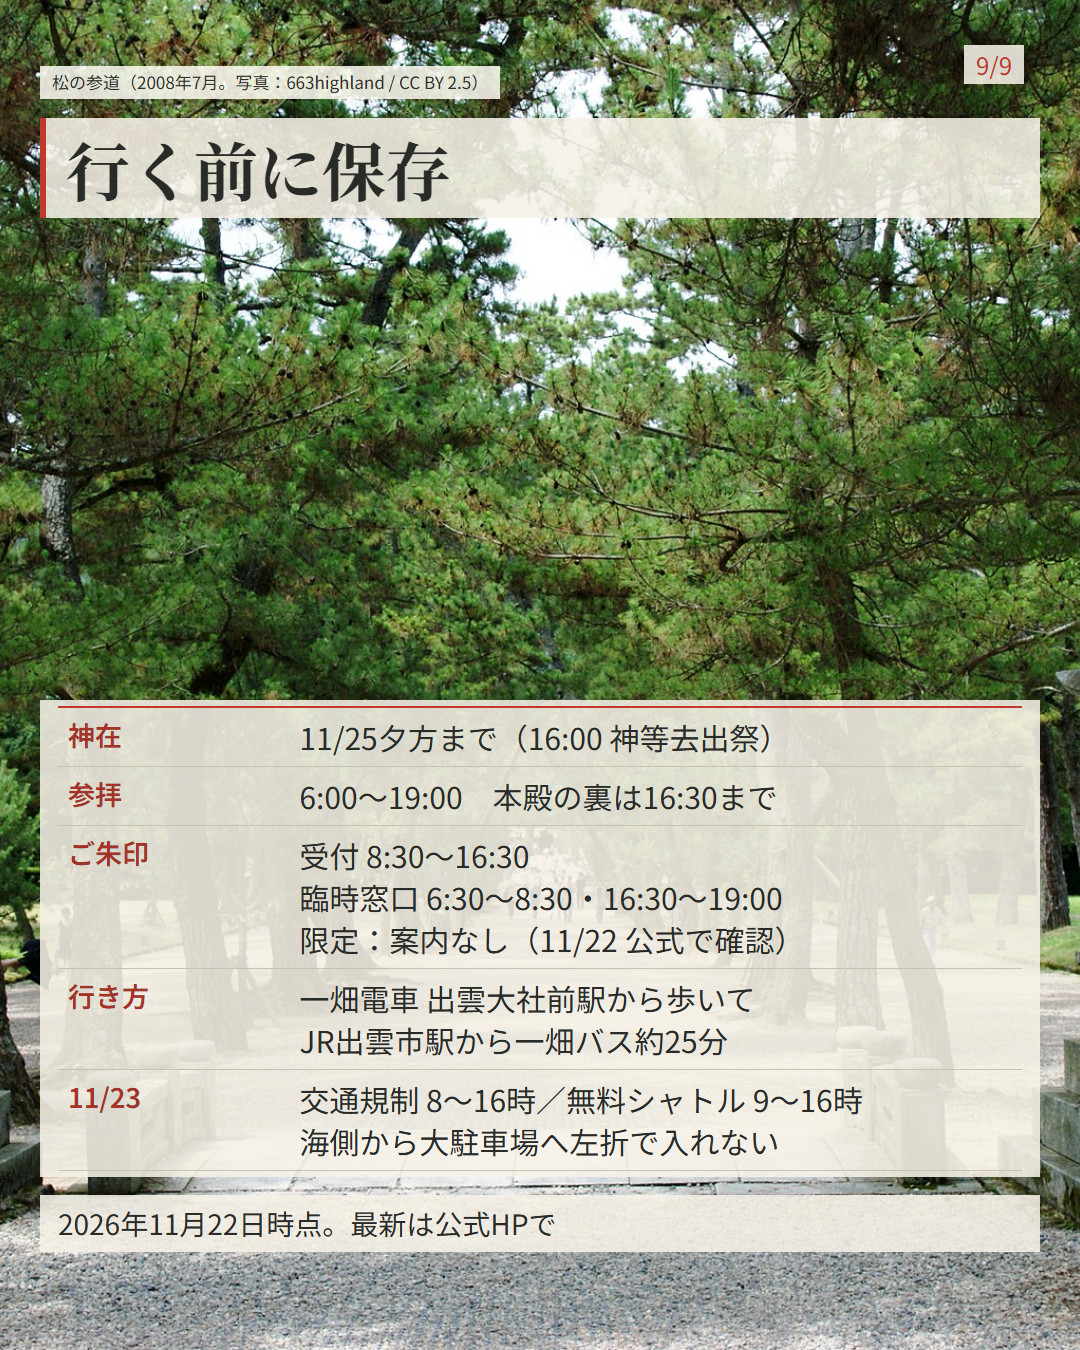 9/9
松の参道（2008年7月。写真：663highland / CC BY 2.5）
行く前に保存
神在 11/25夕方まで（16:00 神等去出祭）
参拝 6:00〜19:00　本殿の裏は16:30まで
ご朱印 受付 8:30〜16:30
臨時窓口 6:30〜8:30・16:30〜19:00
限定：案内なし（11/22 公式で確認）
行き方 一畑電車 出雲大社前駅から歩いて
JR出雲市駅から一畑バス約25分
11/23 交通規制 8〜16時／無料シャトル 9〜16時
海側から大駐車場へ左折で入れない
2026年11月22日時点。最新は公式HPで